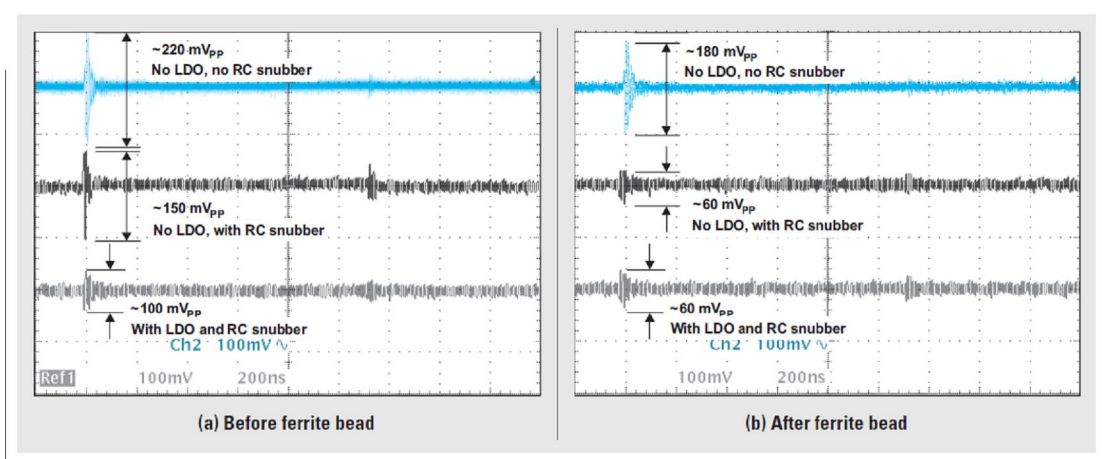 ~220 mVPP
No LDO, no RC snubber
~150 mVPP
No LDO, with RC snubber
~100 mVPP
With LDO and RC snubber
Ch2 100mV∿
Ref1 100mV 200ns
(a) Before ferrite bead
~180 mVPP
No LDO, no RC snubber
~60 mVPP
No LDO, with RC snubber
~60 mVPP
With LDO and RC snubber
Ch2 100mV∿
100mV 200ns
(b) After ferrite bead